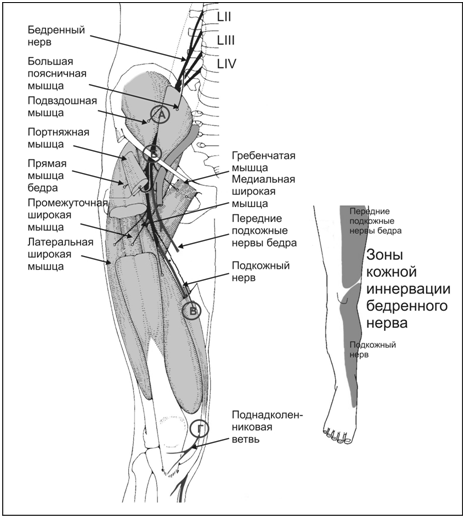 LII
LIII
LIV
Бедренный
нерв
Большая
поясничная
мышца
Подвздошная
мышца
Портняжная
мышца
Прямая
мышца
бедра
Промежуточная
широкая
мышца
Латеральная
широкая
мышца
А
Б
В
Г
Гребенчатая
мышца
Медиальная
широкая
мышца
Передние
подкожные
нервы бедра
Подкожный
нерв
Поднадколен-
никовая
ветвь
Передние
подкожные
нервы бедра
Зоны
кожной
иннервации
бедренного
нерва
Подкожный
нерв